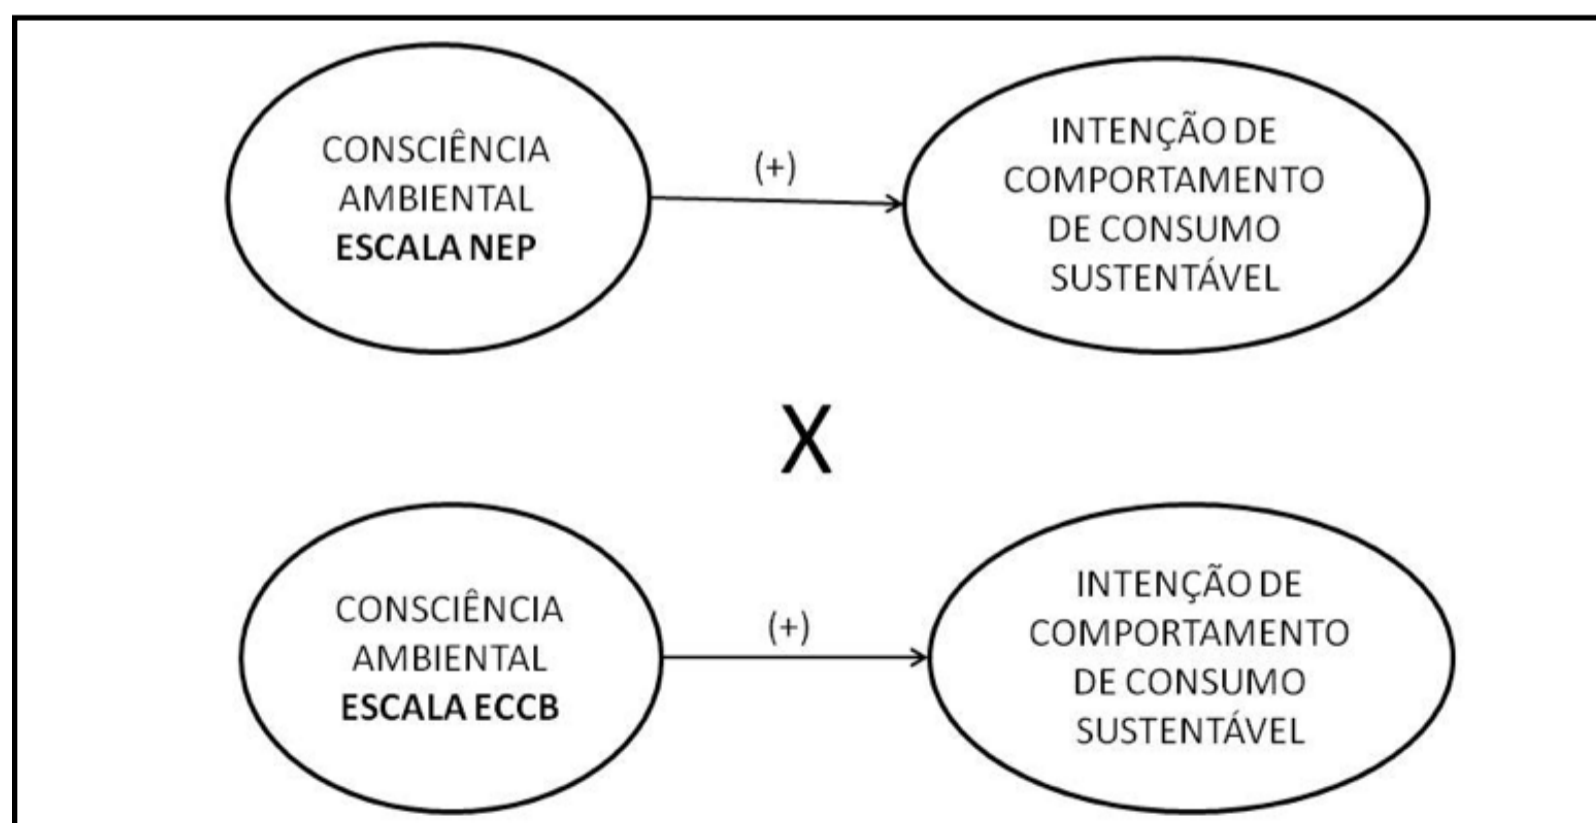 CONSCIÊNCIA
AMBIENTAL
ESCALA NEP
(+)
INTENÇÃO DE
COMPORTAMENTO
DE CONSUMO
SUSTENTÁVEL
X
CONSCIÊNCIA
AMBIENTAL
ESCALA ECCB
(+)
INTENÇÃO DE
COMPORTAMENTO
DE CONSUMO
SUSTENTÁVEL